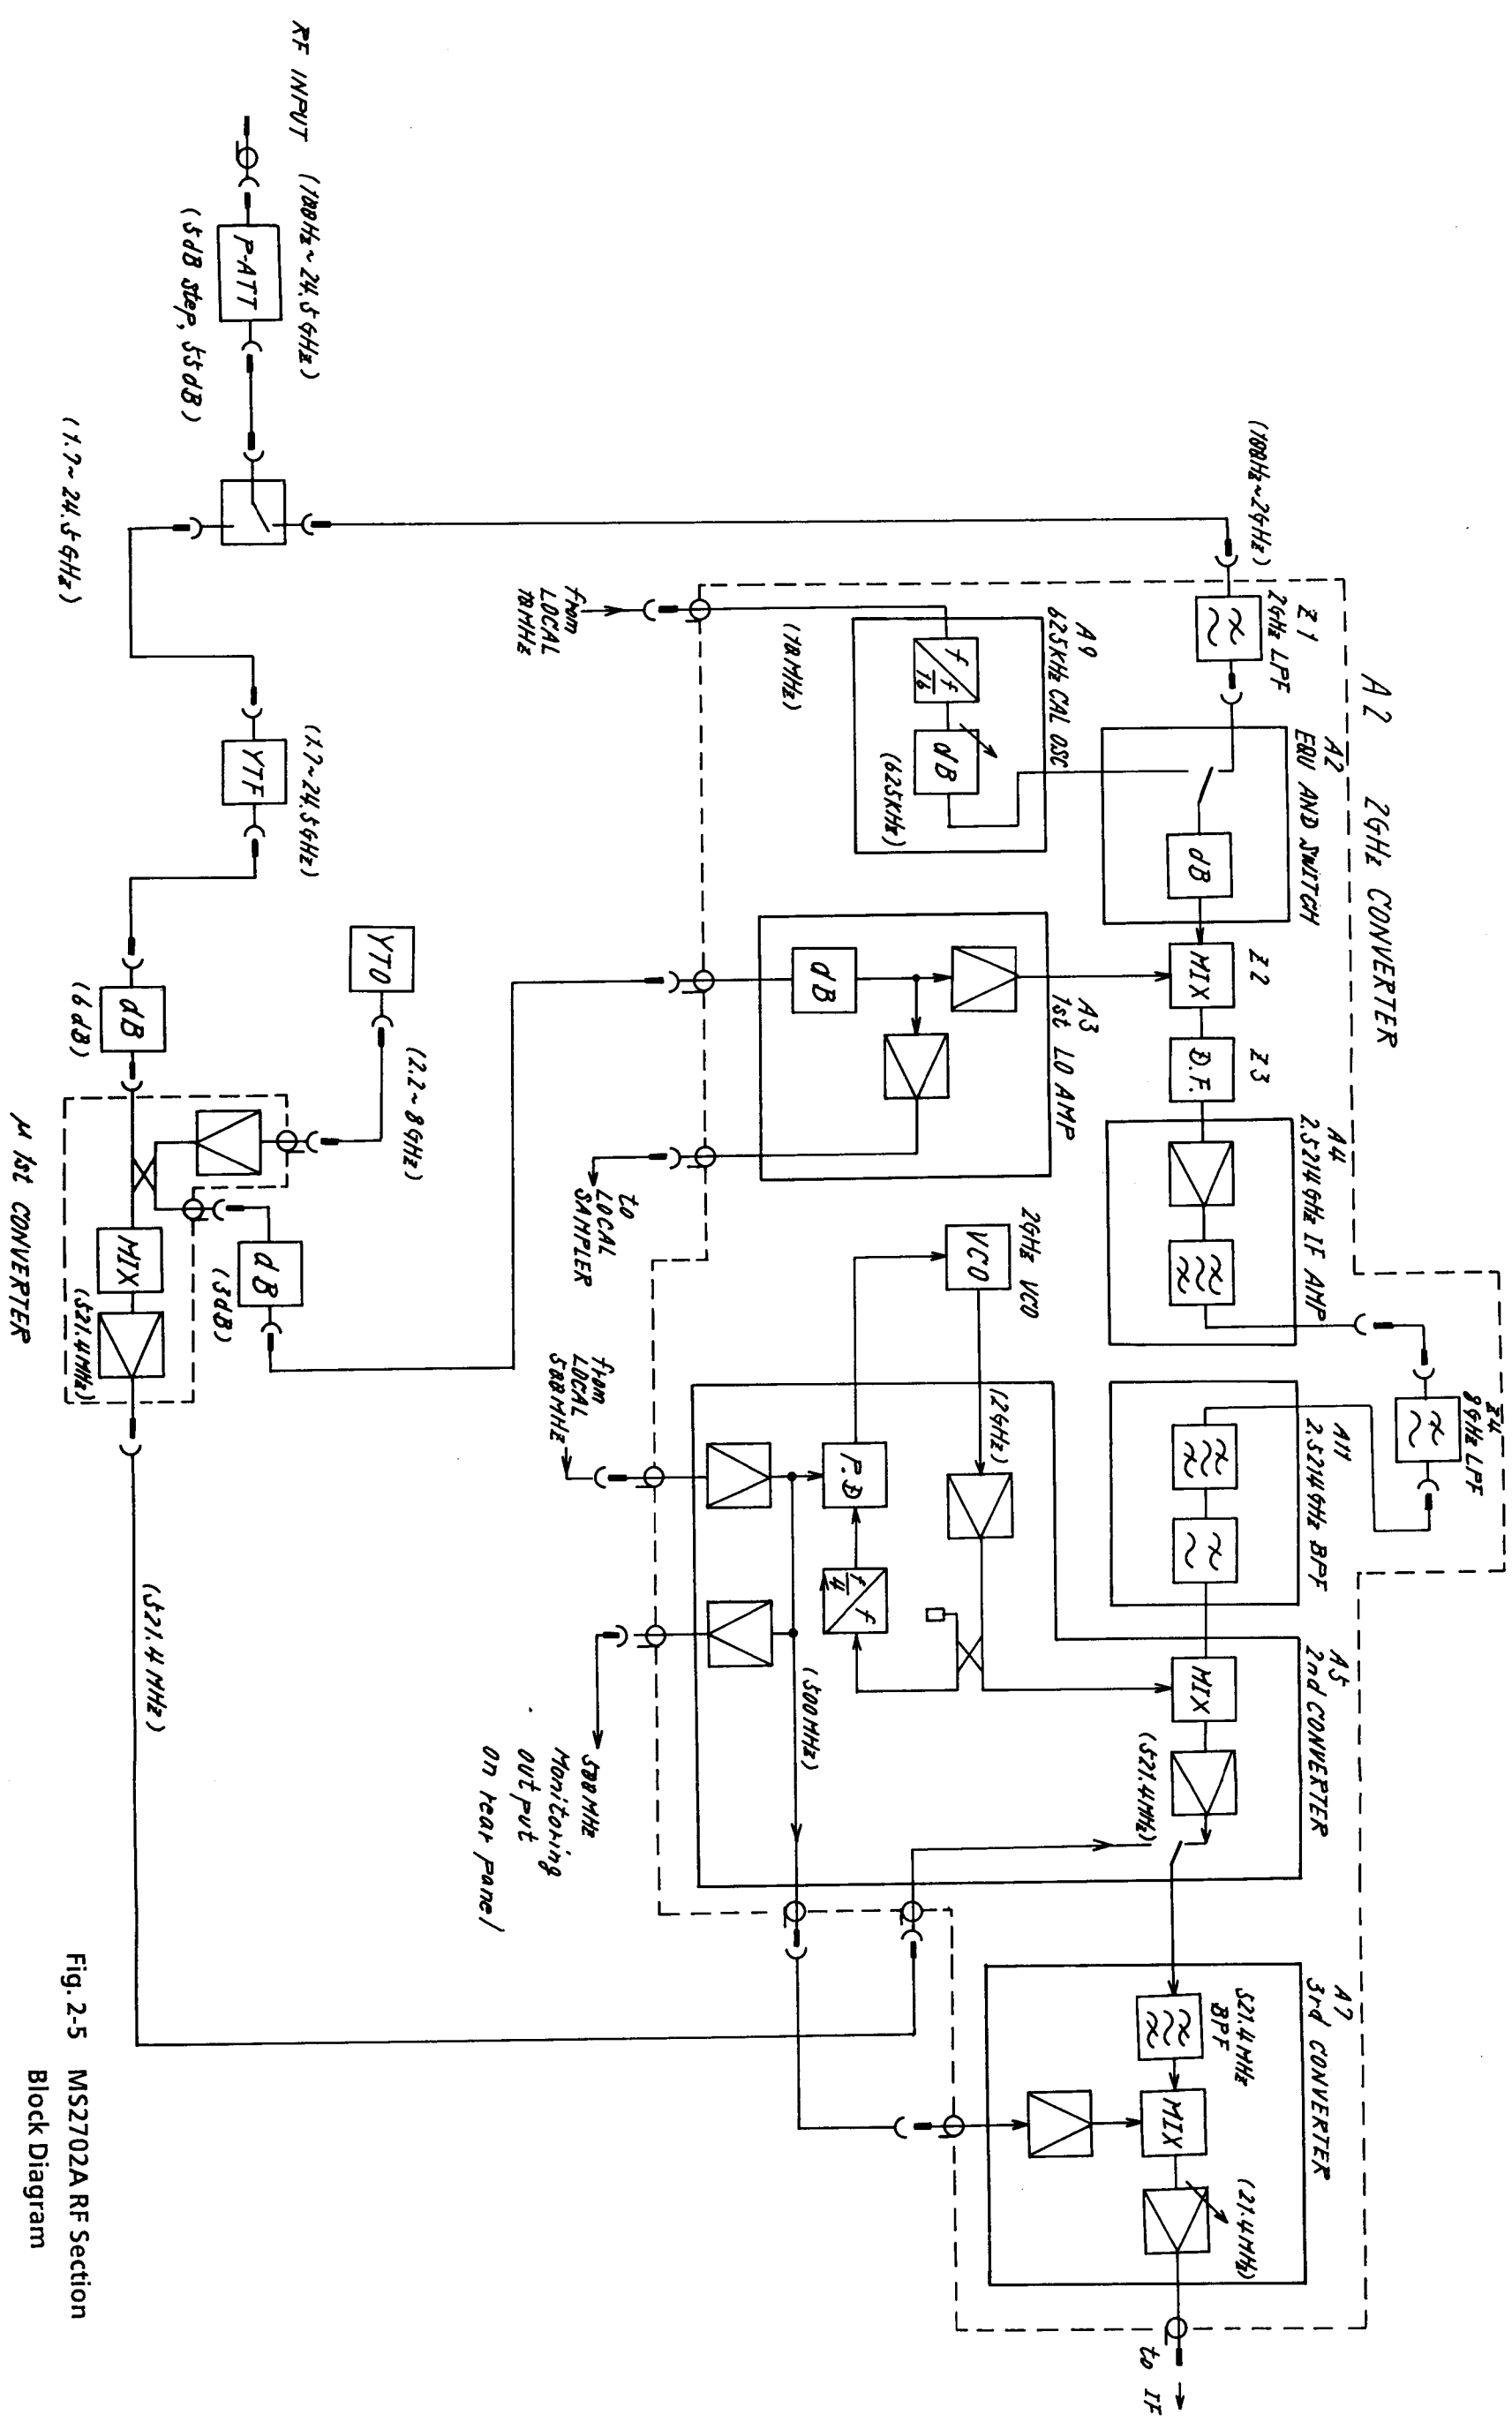 A2 2GHz CONVERTER
(100Hz~2GHz)
Z1
2GHz LPF
A2
EQU AND SWITCH
dB
Z2
MIX
Z3
D.F.
A4
2.5214GHz IF AMP
Z4
8GHz LPF
A11
2.5214GHz BPF
A5
2nd CONVERTER
MIX
(521.4MHz)
A7
3rd CONVERTER
521.4MHz
BPF
MIX
(21.4MHz)
to IF
A9
625KHz CAL OSC
f
f
16
dB
(625KHz)
(10MHz)
from
LOCAL
10MHz
A3
1st LO AMP
dB
to
LOCAL
SAMPLER
2GHz VCO
VCO
(2GHz)
P.D
f
4
f
(500MHz)
from
LOCAL
500MHz
500MHz
Monitoring
output
on rear panel
RF INPUT (100Hz~24.5GHz)
P-ATT
(5dB step, 55dB)
(1.7~24.5GHz)
(1.7~24.5GHz)
YTF
YTO
(2.2~8GHz)
dB
(6dB)
dB
(3dB)
MIX
(521.4MHz)
μ 1st CONVERTER
(521.4MHz)
Fig. 2-5 MS2702A RF Section
Block Diagram